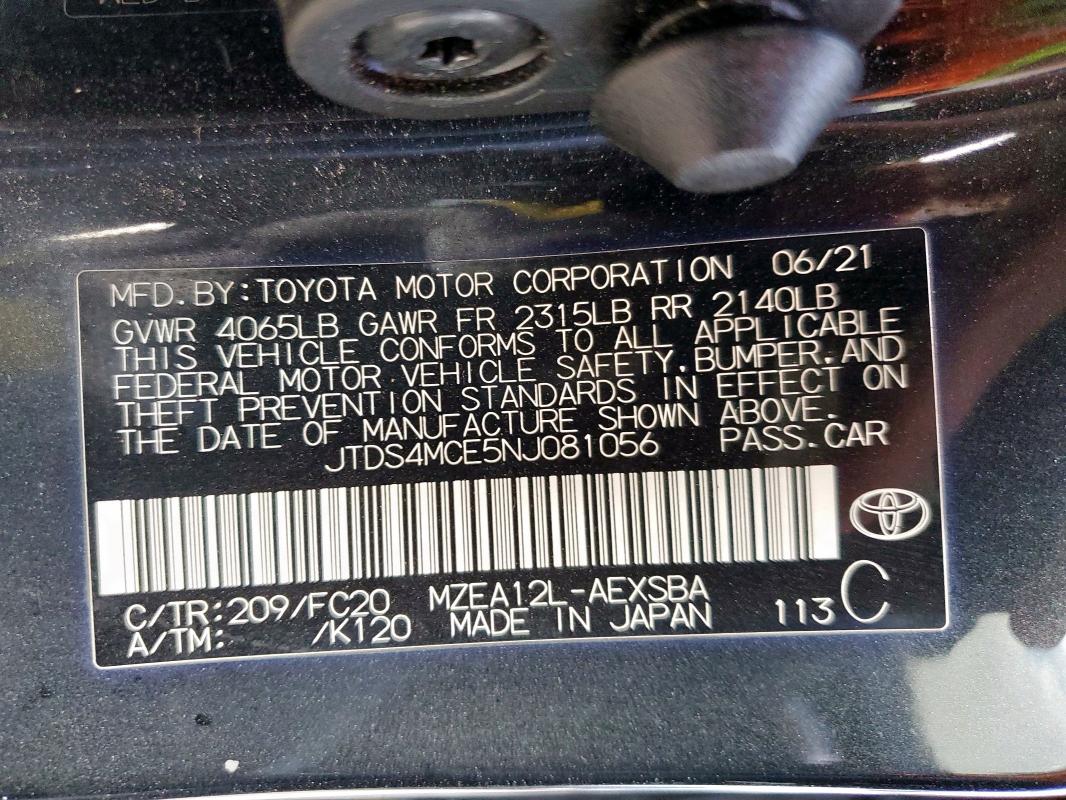 MFD.BY:TOYOTA MOTOR CORPORATION 06/21
GVWR 4065LB GAWR FR 2315LB RR 2140LB
THIS VEHICLE CONFORMS TO ALL APPLICABLE
FEDERAL MOTOR VEHICLE SAFETY,BUMPER,AND
THEFT PREVENTION STANDARDS IN EFFECT ON
THE DATE OF MANUFACTURE SHOWN ABOVE.
JTDS4MCE5NJ081056 PASS.CAR
C/TR:209/FC20 MZEA12L-AEXSBA
A/TM: /K120 MADE IN JAPAN 113 C